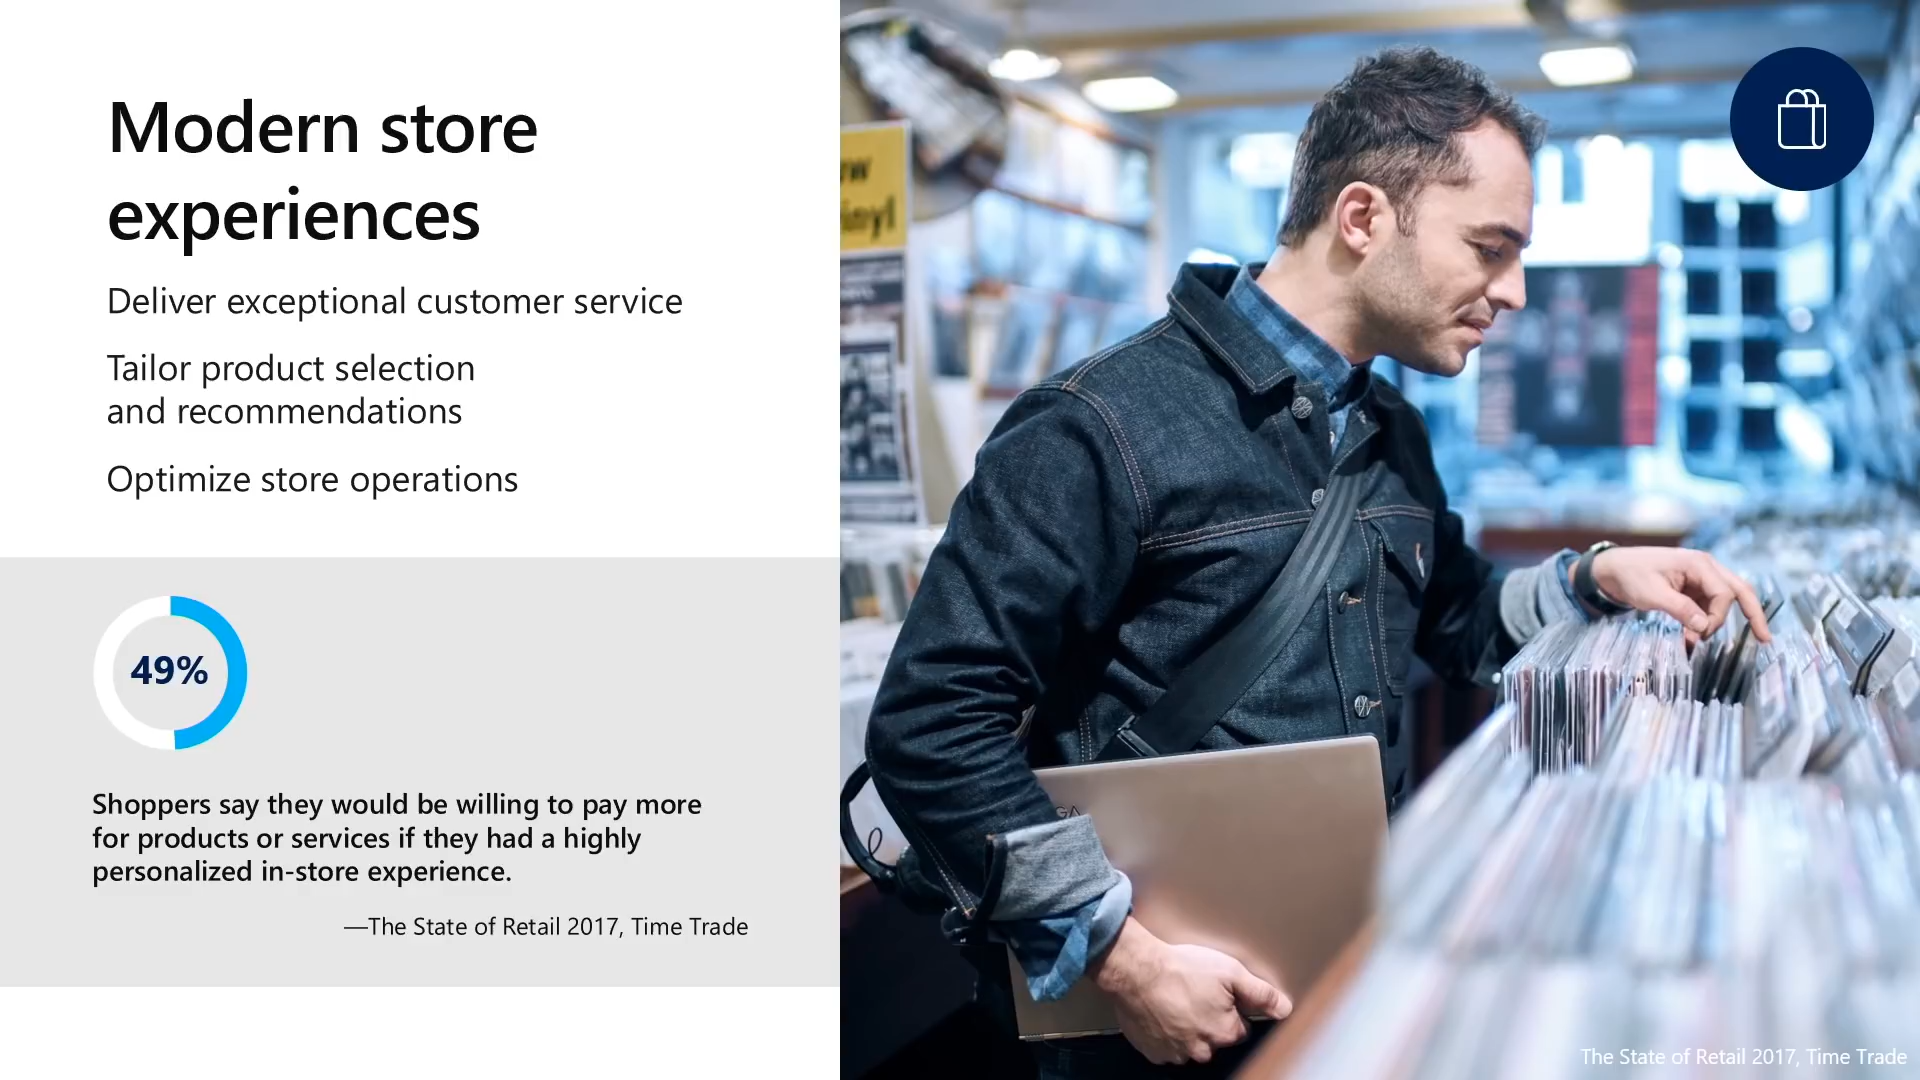 Modern store
experiences
Deliver exceptional customer service
Tailor product selection
and recommendations
Optimize store operations
49%
Shoppers say they would be willing to pay more
for products or services if they had a highly
personalized in-store experience.
—The State of Retail 2017, Time Trade
The State of Retail 2017, Time Trade